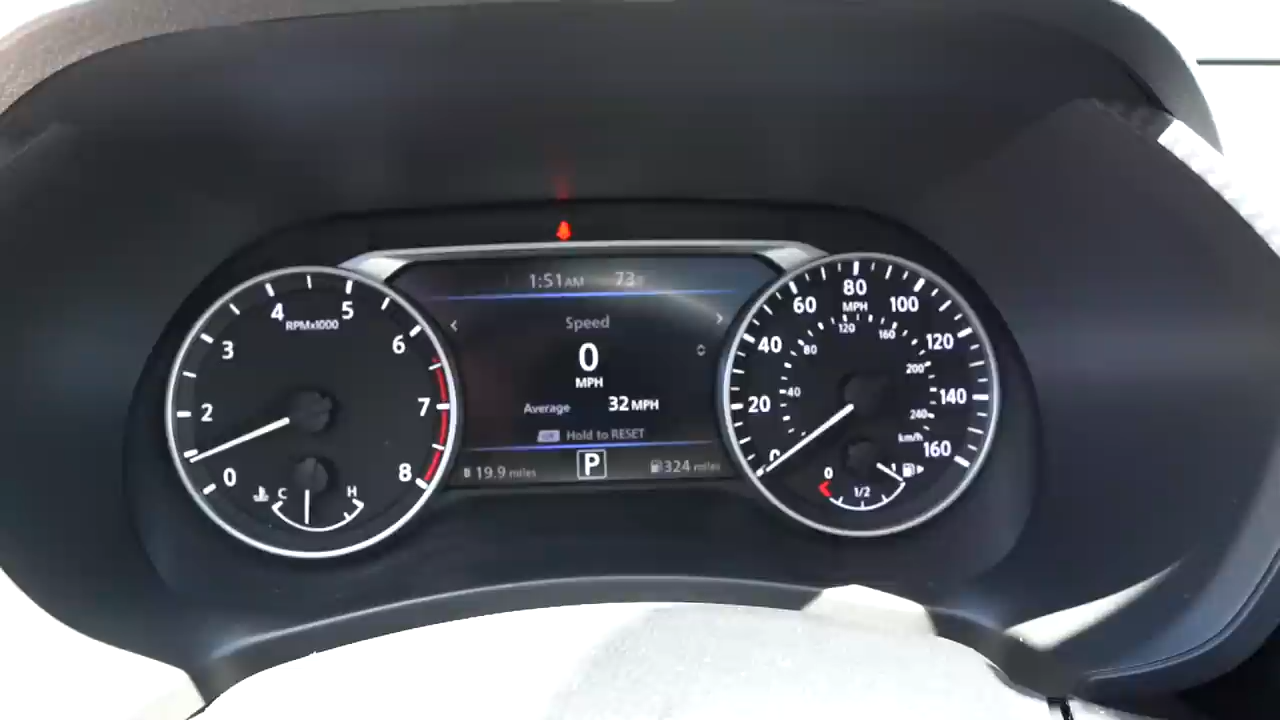 1:51AM 73
Speed
0
MPH
Average 32 MPH
Hold to RESET
19.9 miles P 324 miles
0 2 3 4 5 6 7 8
RPMx1000
C H
0 20 40 60 80 100 120 140 160
MPH
40 80 120 160 200 240
km/h
0 1/2 1